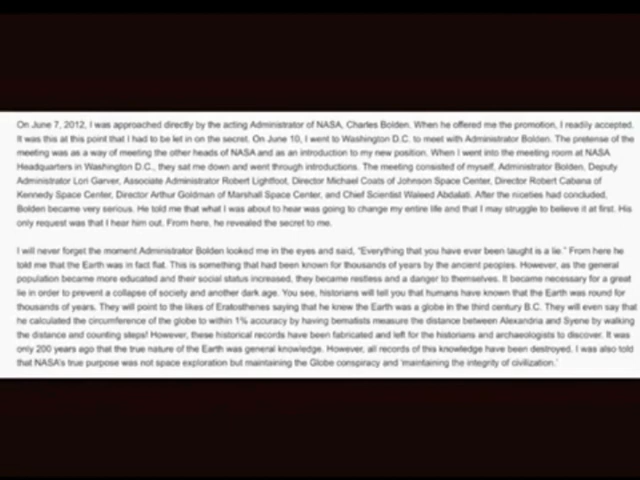 On June 7, 2012, I was approached directly by the acting Administrator of NASA, Charles Bolden. When he offered me the promotion, I readily accepted.
It was this at this point that I had to be let in on the secret. On June 10, I went to Washington D.C. to meet with Administrator Bolden. The pretense of the
meeting was as a way of meeting the other heads of NASA and as an introduction to my new position. When I went into the meeting room at NASA
Headquarters in Washington D.C., they sat me down and went through introductions. The meeting consisted of myself, Administrator Bolden, Deputy
Administrator Lori Garver, Associate Administrator Robert Lightfoot, Director Michael Coats of Johnson Space Center, Director Robert Cabana of
Kennedy Space Center, Director Arthur Goldman of Marshall Space Center, and Chief Scientist Waleed Abdalati. After the niceties had concluded,
Bolden became very serious. He told me that what I was about to hear was going to change my entire life and that I may struggle to believe it at first. His
only request was that I hear him out. From here, he revealed the secret to me.
I will never forget the moment Administrator Bolden looked me in the eyes and said, "Everything that you have ever been taught is a lie." From here he
told me that the Earth was in fact flat. This is something that had been known for thousands of years by the ancient peoples. However, as the general
population became more educated and their social status increased, they became restless and a danger to themselves. It became necessary for a great
lie in order to prevent a collapse of society and another dark age. You see, historians will tell you that humans have known that the Earth was round for
thousands of years. They will point to the likes of Eratosthenes saying that he knew the Earth was a globe in the third century B.C. They will even say that
he calculated the circumference of the globe to within 1% accuracy by having bematists measure the distance between Alexandria and Syene by walking
the distance and counting steps! However, these historical records have been fabricated and left for the historians and archaeologists to discover. It was
only 200 years ago that the true nature of the Earth was general knowledge. However, all records of this knowledge have been destroyed. I was also told
that NASA's true purpose was not space exploration but maintaining the Globe conspiracy and 'maintaining the integrity of civilization.'